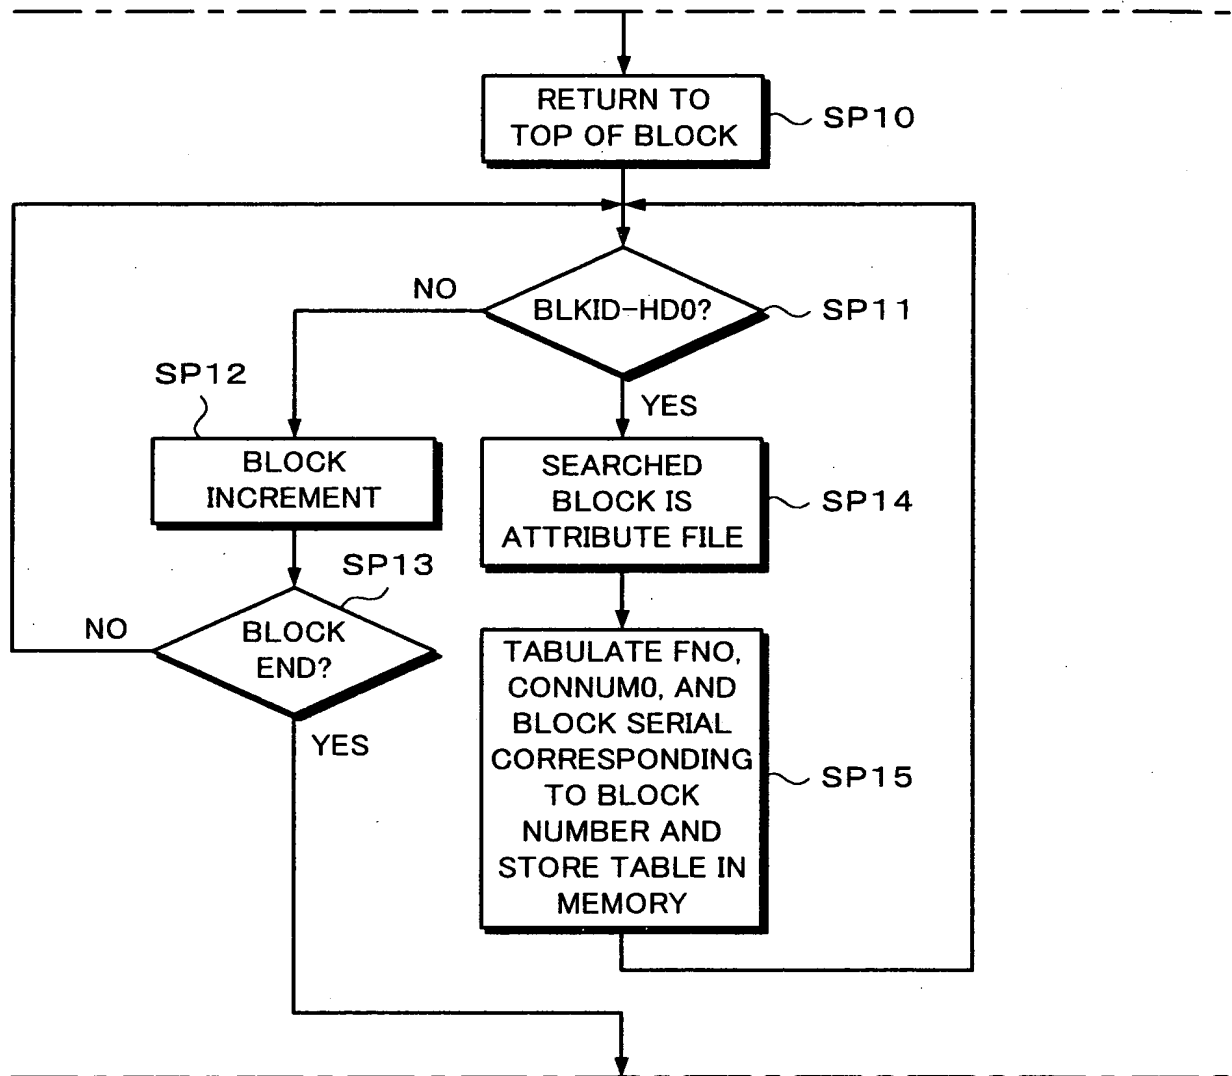 RETURN TO
TOP OF BLOCK
SP10
BLKID-HD0?
SP11
NO
YES
SP12
BLOCK
INCREMENT
SEARCHED
BLOCK IS
ATTRIBUTE FILE
SP14
SP13
BLOCK
END?
NO
YES
TABULATE FNO,
CONNUM0, AND
BLOCK SERIAL
CORRESPONDING
TO BLOCK
NUMBER AND
STORE TABLE IN
MEMORY
SP15